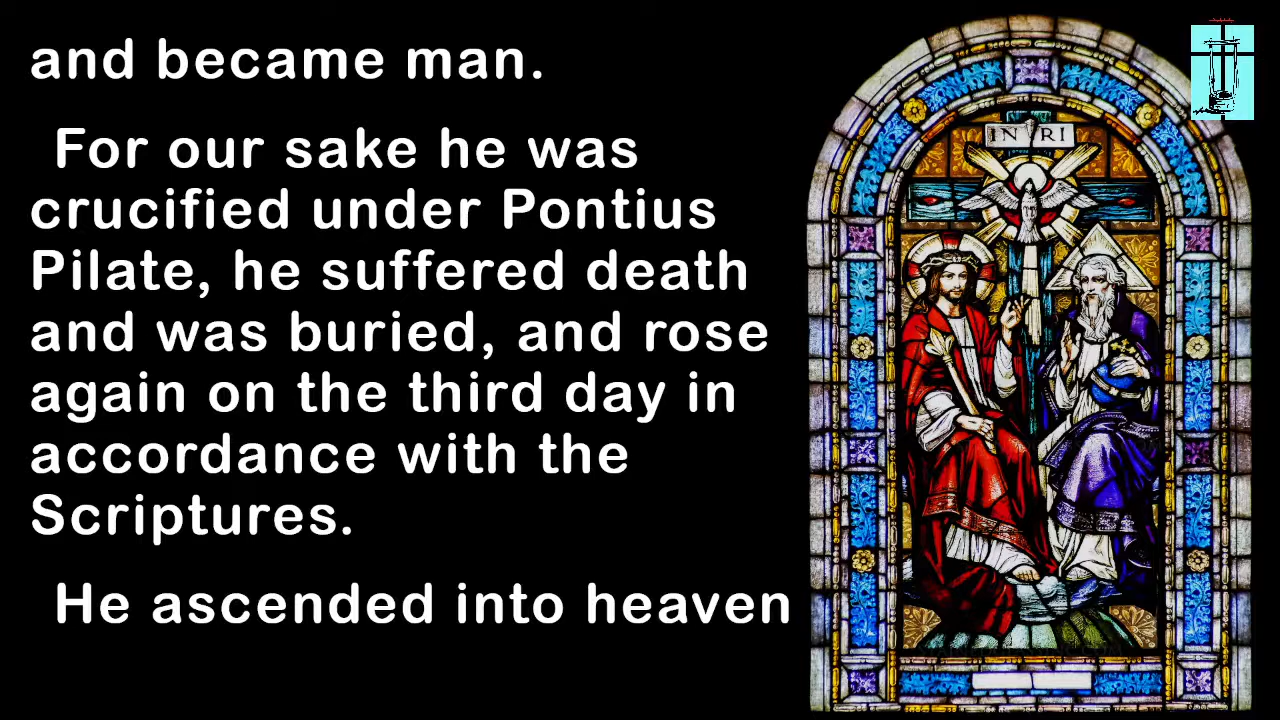 and became man.
For our sake he was
crucified under Pontius
Pilate, he suffered death
and was buried, and rose
again on the third day in
accordance with the
Scriptures.
He ascended into heaven
INRI